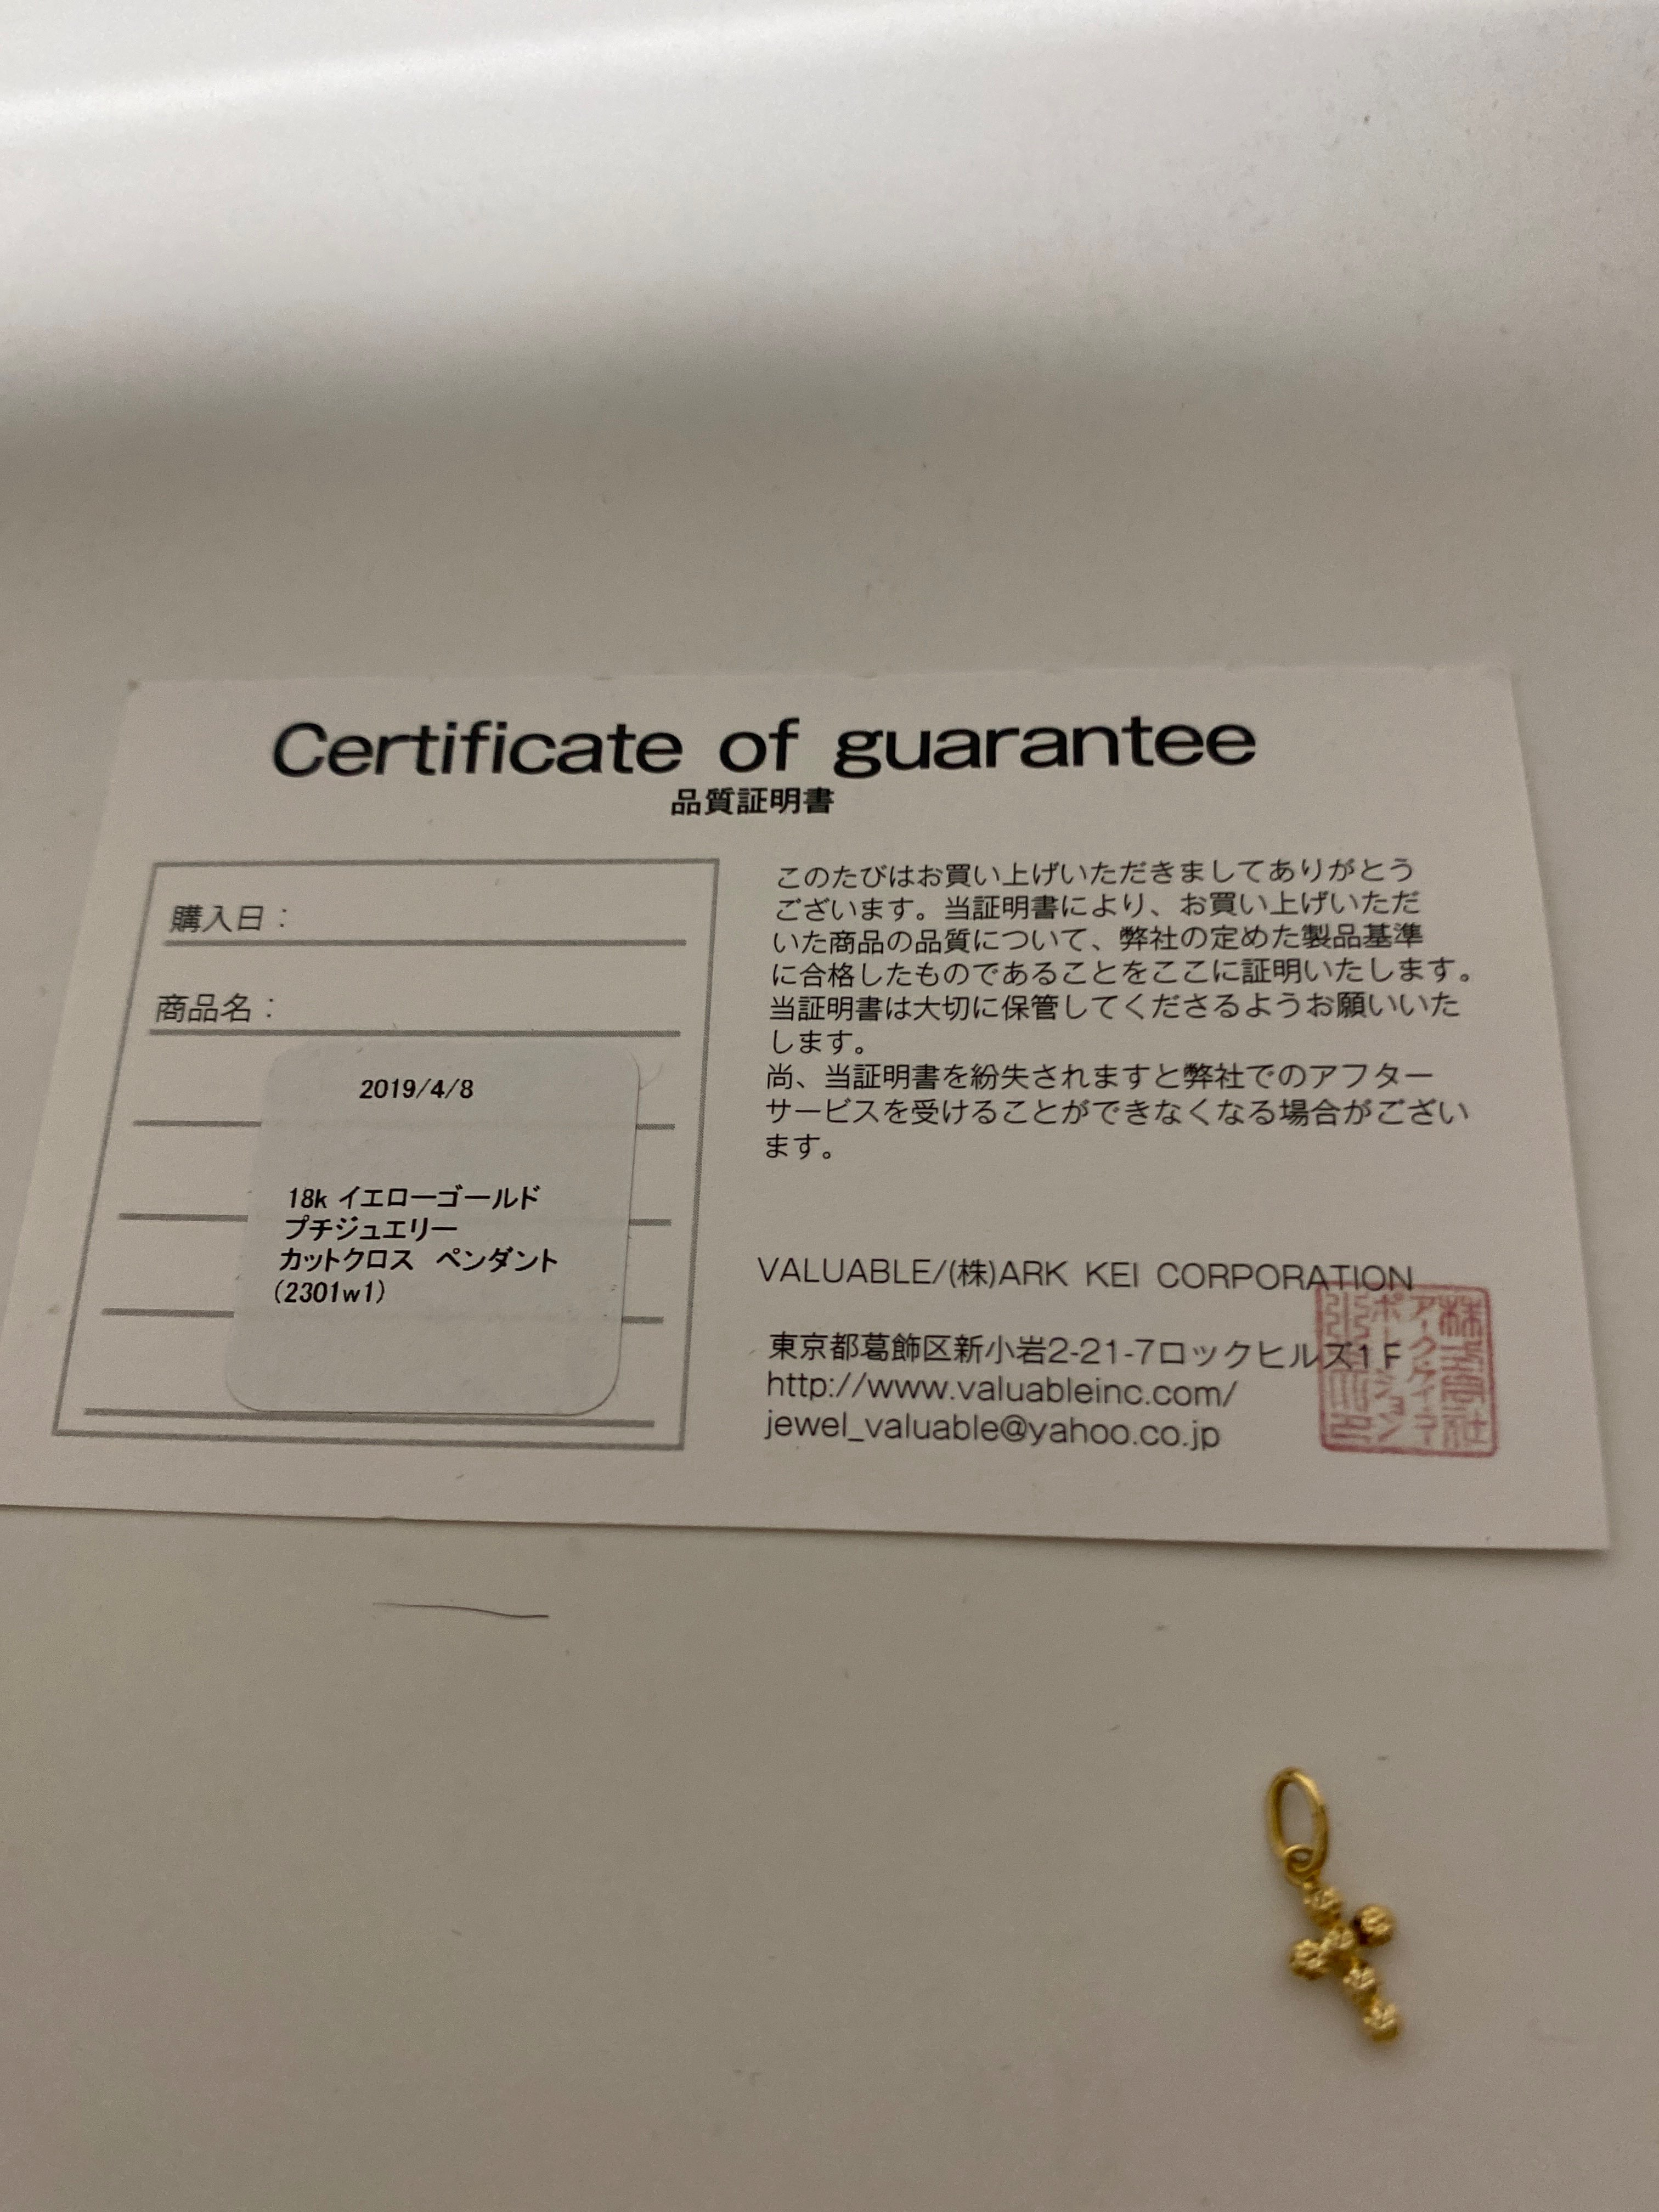 Certificate of guarantee
品質証明書
購入日：
商品名：
2019/4/8
18k イエローゴールド
プチジュエリー
カットクロス ペンダント
(2301w1)
このたびはお買い上げいただきましてありがとう
ございます。当証明書により、お買い上げいただ
いた商品の品質について、弊社の定めた製品基準
に合格したものであることをここに証明いたします。
当証明書は大切に保管してくださるようお願いいた
します。
尚、当証明書を紛失されますと弊社でのアフター
サービスを受けることができなくなる場合がござい
ます。
VALUABLE/(株)ARK KEI CORPORATION
東京都葛飾区新小岩2-21-7ロックヒルズ1F
http://www.valuableinc.com/
jewel_valuable@yahoo.co.jp